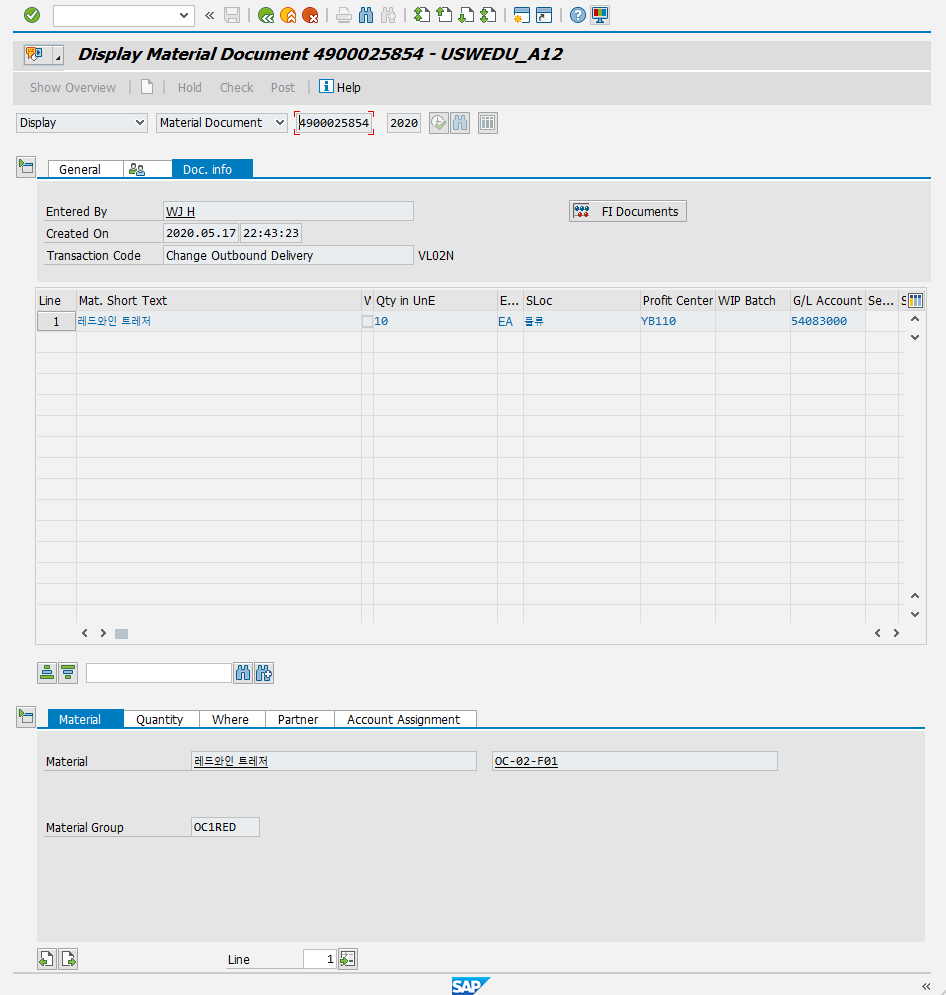 Display Material Document 4900025854 - USWEDU_A12
Show Overview Hold Check Post Help
Display Material Document 4900025854 2020
General Doc. info
Entered By WJ H FI Documents
Created On 2020.05.17 22:43:23
Transaction Code Change Outbound Delivery VL02N
Line Mat. Short Text W Qty in UnE E... SLoc Profit Center WIP Batch G/L Account Se... S
1 레드와인 트레저 10 EA 물류 YB110 54083000
Material Quantity Where Partner Account Assignment
Material 레드와인 트레저 OC-02-F01
Material Group OC1RED
Line 1
SAP